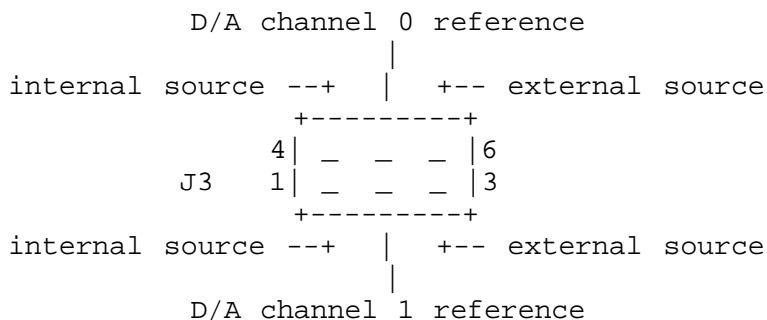 D/A channel 0 reference
|
internal source --+ | +-- external source
+---------+
4| _ _ _ |6
J3 1| _ _ _ |3
+---------+
internal source --+ | +-- external source
|
D/A channel 1 reference